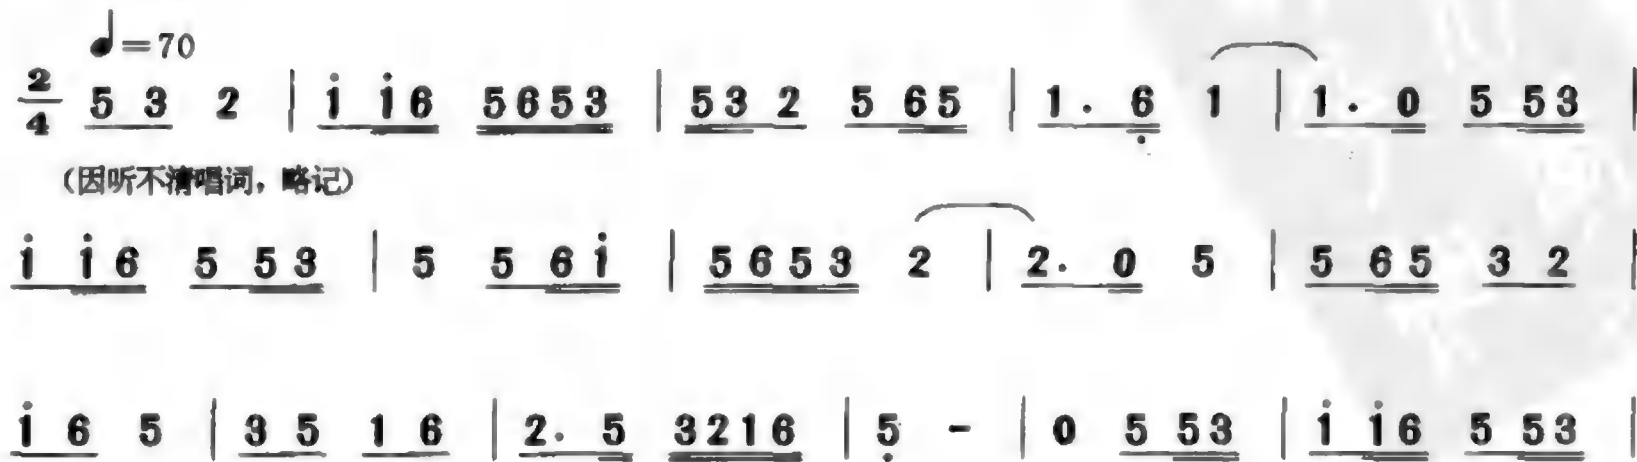 ♩=70
2/4 5 3 2 | i i6 5653 | 53 2 5 65 | 1. 6̣ 1 | 1. 0 5 53 |
(因听不清唱词，略记)
i i6 5 53 | 5 5 6i | 5653 2 | 2. 0 5 | 5 65 3 2 |
i 6 5 | 3 5 1 6 | 2. 5 3216 | 5̣ - | 0 5 53 | i i6 5 53 |